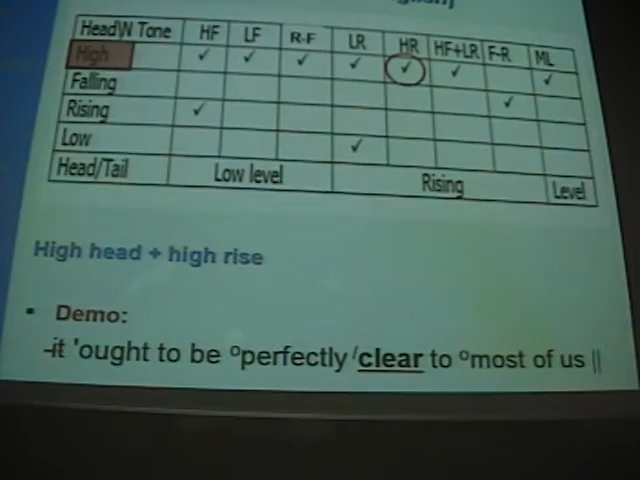 Head\N Tone HF LF R-F LR HR HF+LR F-R ML
High ✓ ✓ ✓ ✓ ✓ ✓ ✓
Falling ✓
Rising ✓
Low ✓
Head/Tail Low level Rising Level
High head + high rise
▪ Demo:
-it 'ought to be °perfectly /clear to °most of us ||